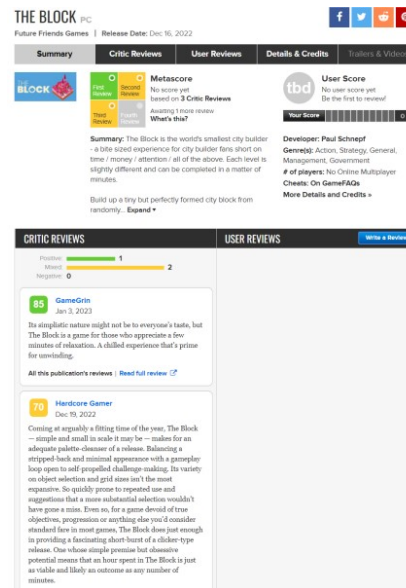 THE BLOCK PC
Future Friends Games | Release Date: Dec 16, 2022
Summary Critic Reviews User Reviews Details & Credits Trailers & Videos
BLOCK
First Review
Second Review
Third Review
Fourth Review
Metascore
No score yet
based on 3 Critic Reviews
Awaiting 1 more review
What's this?
tbd
User Score
No user score yet
Be the first to review!
Your Score
0
Summary: The Block is the world's smallest city builder
- a bite sized experience for city builder fans short on
time / money / attention / all of the above. Each level is
slightly different and can be completed in a matter of
minutes.
Build up a tiny but perfectly formed city block from
randomly... Expand
Developer: Paul Schnepf
Genre(s): Action, Strategy, General,
Management, Government
# of players: No Online Multiplayer
Cheats: On GameFAQs
More Details and Credits »
CRITIC REVIEWS
Positive: 1
Mixed: 2
Negative: 0
85
GameGrin
Jan 3, 2023
Its simplistic nature might not be to everyone's taste, but
The Block is a game for those who appreciate a few
minutes of relaxation. A chilled experience that's prime
for unwinding.
All this publication's reviews | Read full review
70
Hardcore Gamer
Dec 19, 2022
Coming at arguably a fitting time of the year, The Block
— simple and small in scale it may be — makes for an
adequate palette-cleanser of a release. Balancing a
stripped-back and minimal appearance with a gameplay
loop open to self-propelled challenge-making. Its variety
on object selection and grid sizes isn't the most
expansive. So quickly prone to repeated use and
suggestions that a more substantial selection wouldn't
have gone a miss. Even so, for a game devoid of true
objectives, progression or anything else you'd consider
standard fare in most games, The Block does just enough
in providing a fascinating short-burst of a clicker-type
release. One whose simple premise but obsessive
potential means that an hour spent in The Block is just
as viable and likely an outcome as any number of
minutes.
USER REVIEWS
Write a Review